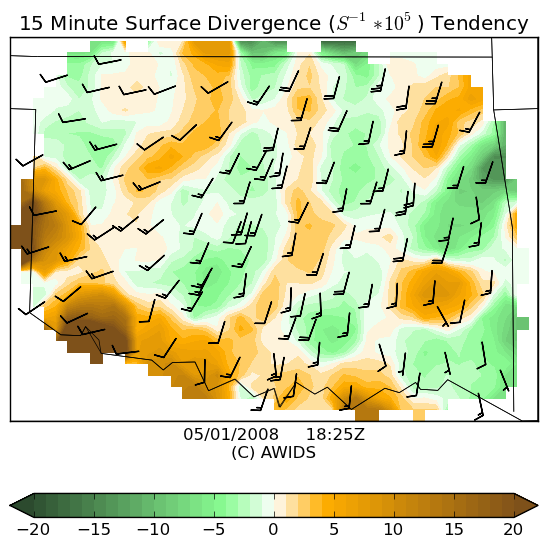 15 Minute Surface Divergence (S⁻¹ *10⁵ ) Tendency
05/01/2008 18:25Z
(C) AWIDS
−20 −15 −10 −5 0 5 10 15 20